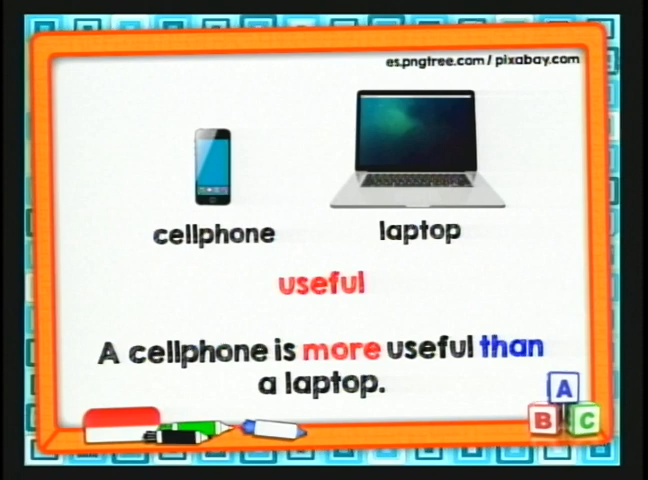 es.pngtree.com / pixabay.com
cellphone
laptop
useful
A cellphone is more useful than
a laptop.
A
B C